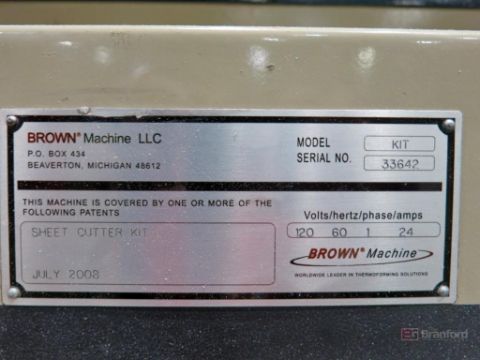 BROWN® Machine LLC
P.O. BOX 434
BEAVERTON, MICHIGAN 48612
MODEL KIT
SERIAL NO. 33642
THIS MACHINE IS COVERED BY ONE OR MORE OF THE
FOLLOWING PATENTS
SHEET CUTTER KIT
JULY 2008
Volts/hertz/phase/amps
120 60 1 24
BROWN® Machine
WORLDWIDE LEADER IN THERMOFORMING SOLUTIONS
Branford